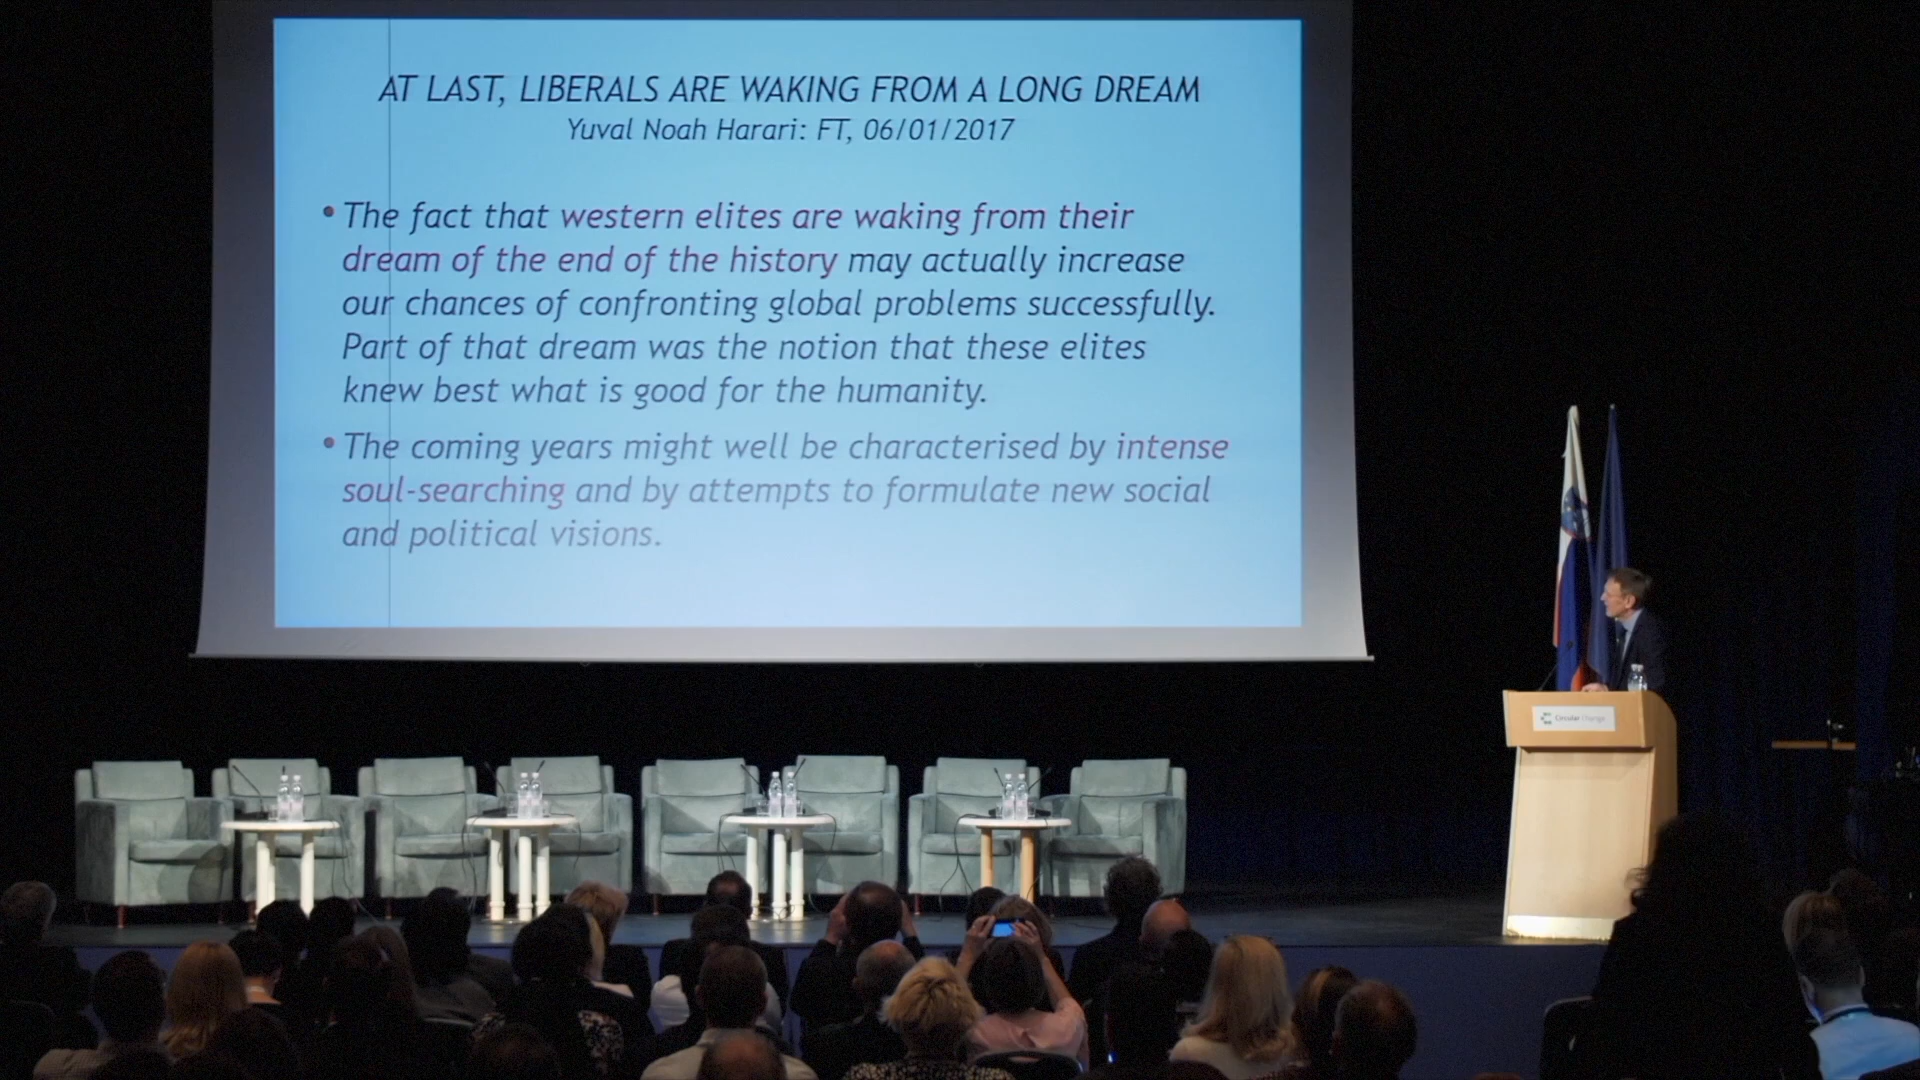 AT LAST, LIBERALS ARE WAKING FROM A LONG DREAM
Yuval Noah Harari: FT, 06/01/2017
• The fact that western elites are waking from their
dream of the end of the history may actually increase
our chances of confronting global problems successfully.
Part of that dream was the notion that these elites
knew best what is good for the humanity.
• The coming years might well be characterised by intense
soul-searching and by attempts to formulate new social
and political visions.
Circular Change